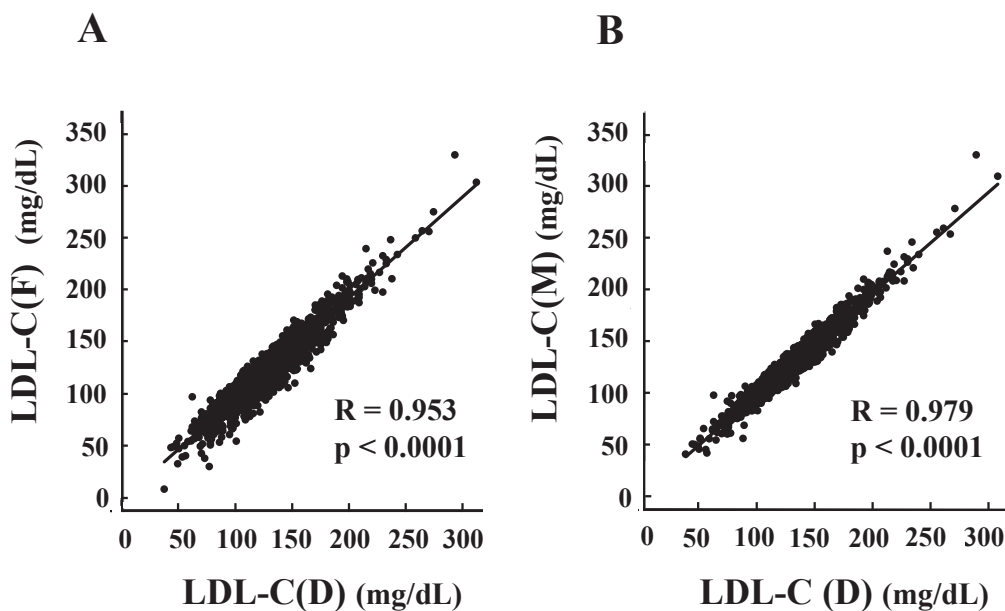 A
LDL-C(F) (mg/dL)
350
300
250
200
150
100
50
0
R = 0.953
p < 0.0001
0 50 100 150 200 250 300
LDL-C(D) (mg/dL)
B
LDL-C(M) (mg/dL)
350
300
250
200
150
100
50
0
R = 0.979
p < 0.0001
0 50 100 150 200 250 300
LDL-C (D) (mg/dL)